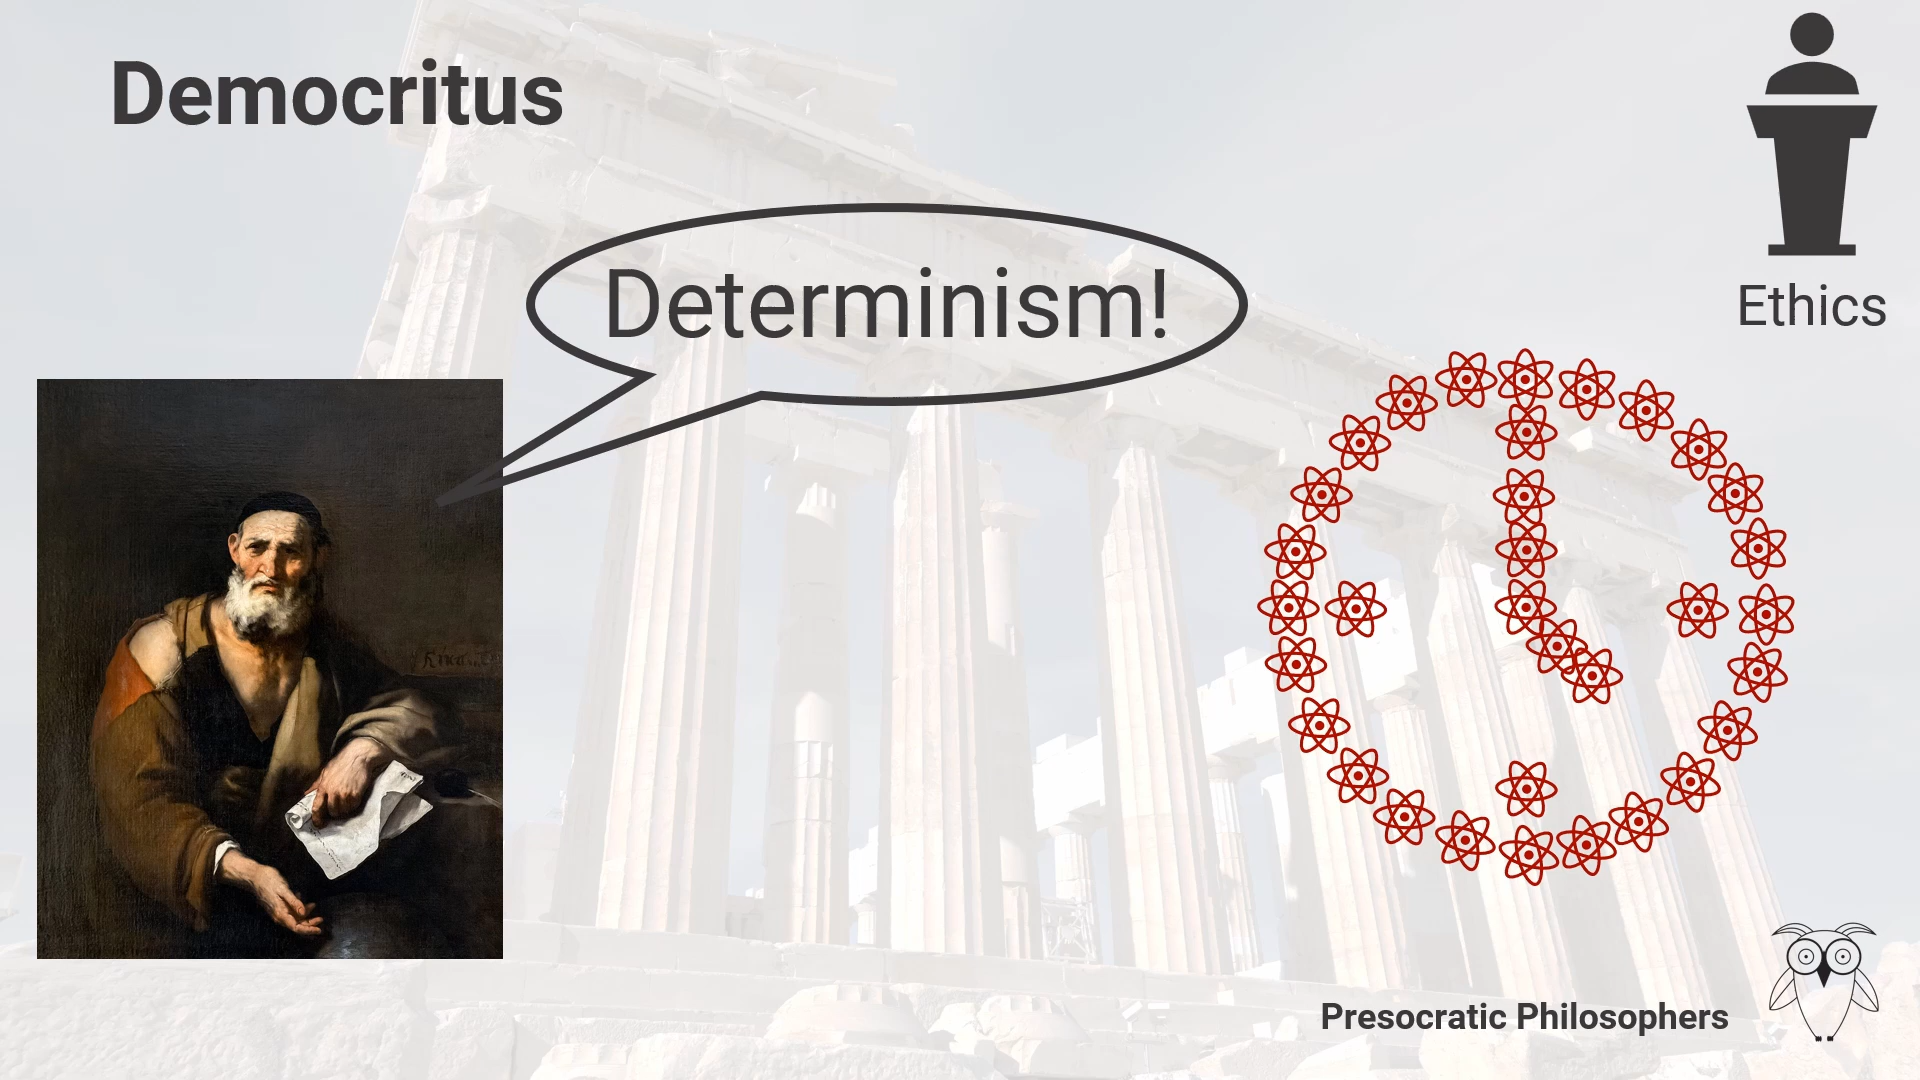 Democritus
Determinism!
Ethics
Presocratic Philosophers